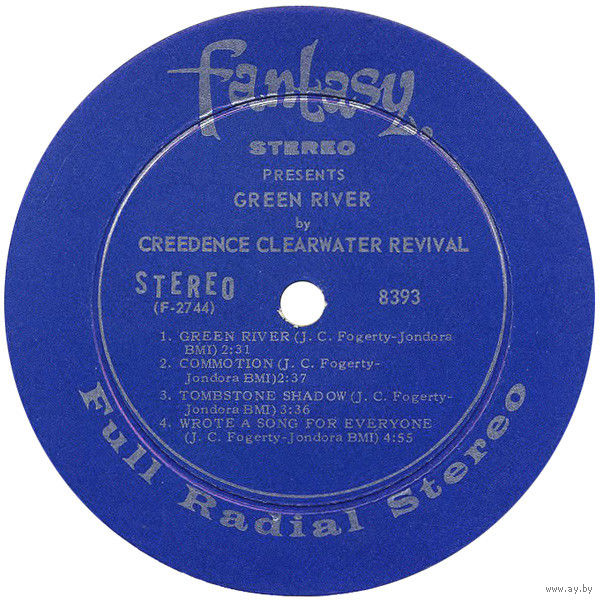 fantasy
STEREO
PRESENTS
GREEN RIVER
by
CREEDENCE CLEARWATER REVIVAL
STEREO
(F-2744)
8393
1. GREEN RIVER (J. C. Fogerty-Jondora
BMI) 2:31
2. COMMOTION (J. C. Fogerty-
Jondora BMI)2:37
3. TOMBSTONE SHADOW (J. C. Fogerty-
Jondora BMI) 3:36
4. WROTE A SONG FOR EVERYONE
(J. C. Fogerty-Jondora BMI) 4:55
Full Radial Stereo
www.ay.by